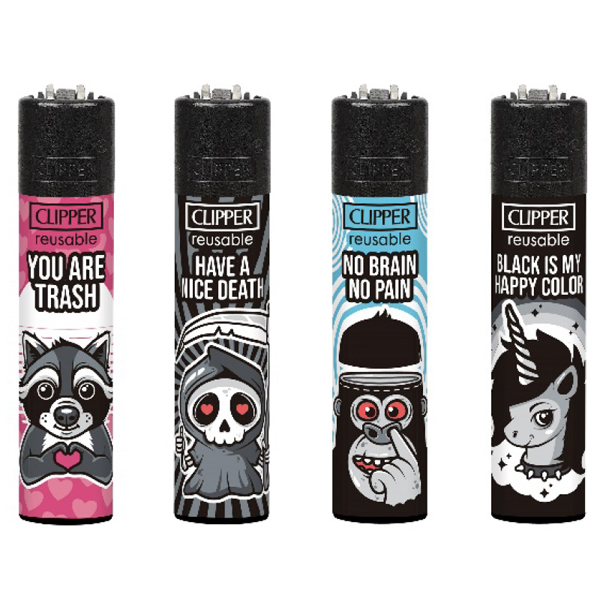 CLIPPER
reusable
YOU ARE
TRASH
CLIPPER
reusable
HAVE A
NICE DEATH
CLIPPER
reusable
NO BRAIN
NO PAIN
CLIPPER
reusable
BLACK IS MY
HAPPY COLOR